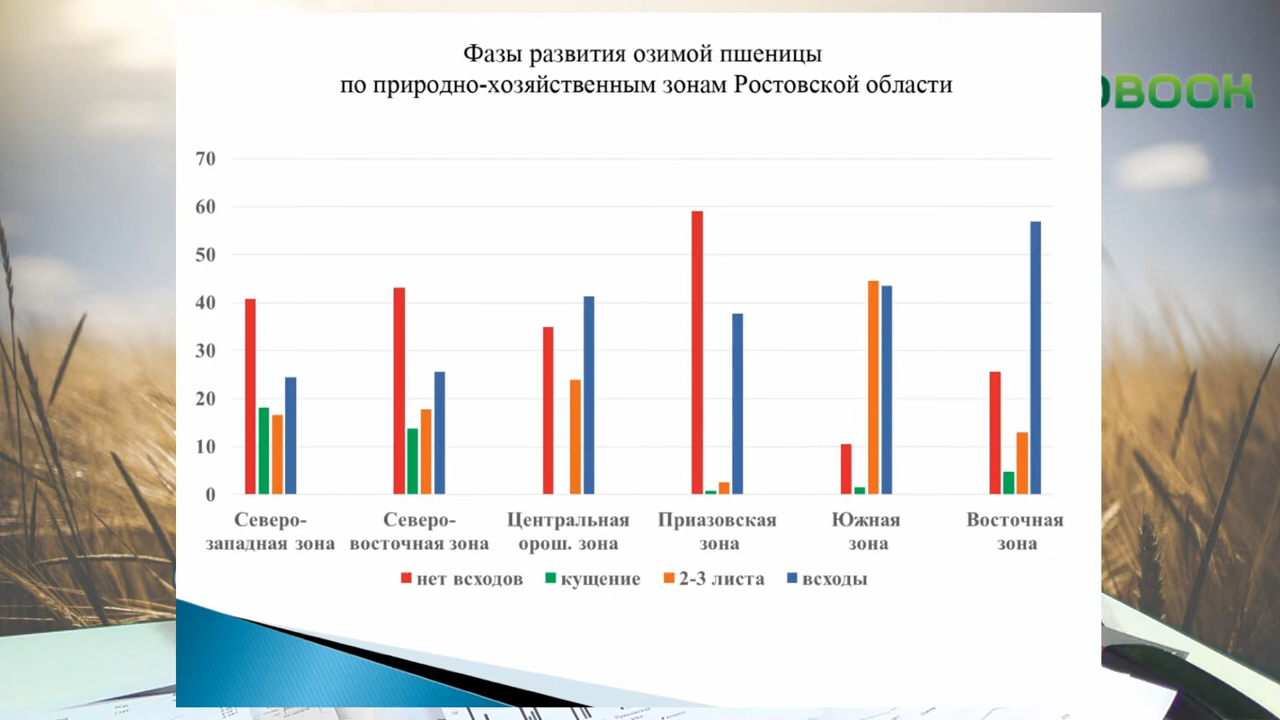 Фазы развития озимой пшеницы
по природно-хозяйственным зонам Ростовской области
BOOK
70
60
50
40
30
20
10
0
Северо-
западная зона
Северо-
восточная зона
Центральная
орош. зона
Приазовская
зона
Южная
зона
Восточная
зона
нет всходов
кущение
2-3 листа
всходы